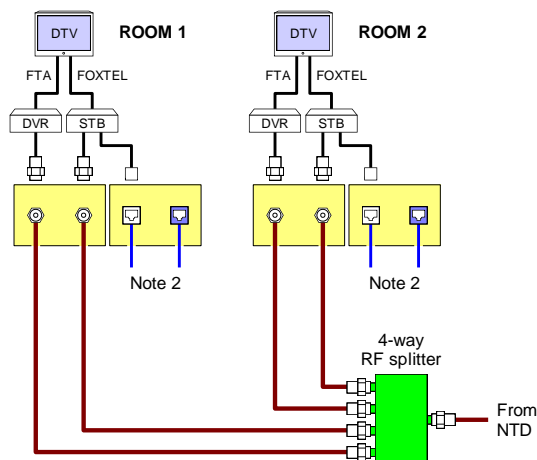 DTV ROOM 1
FTA FOXTEL
DVR STB
Note 2
DTV ROOM 2
FTA FOXTEL
DVR STB
Note 2
4-way
RF splitter
From
NTD